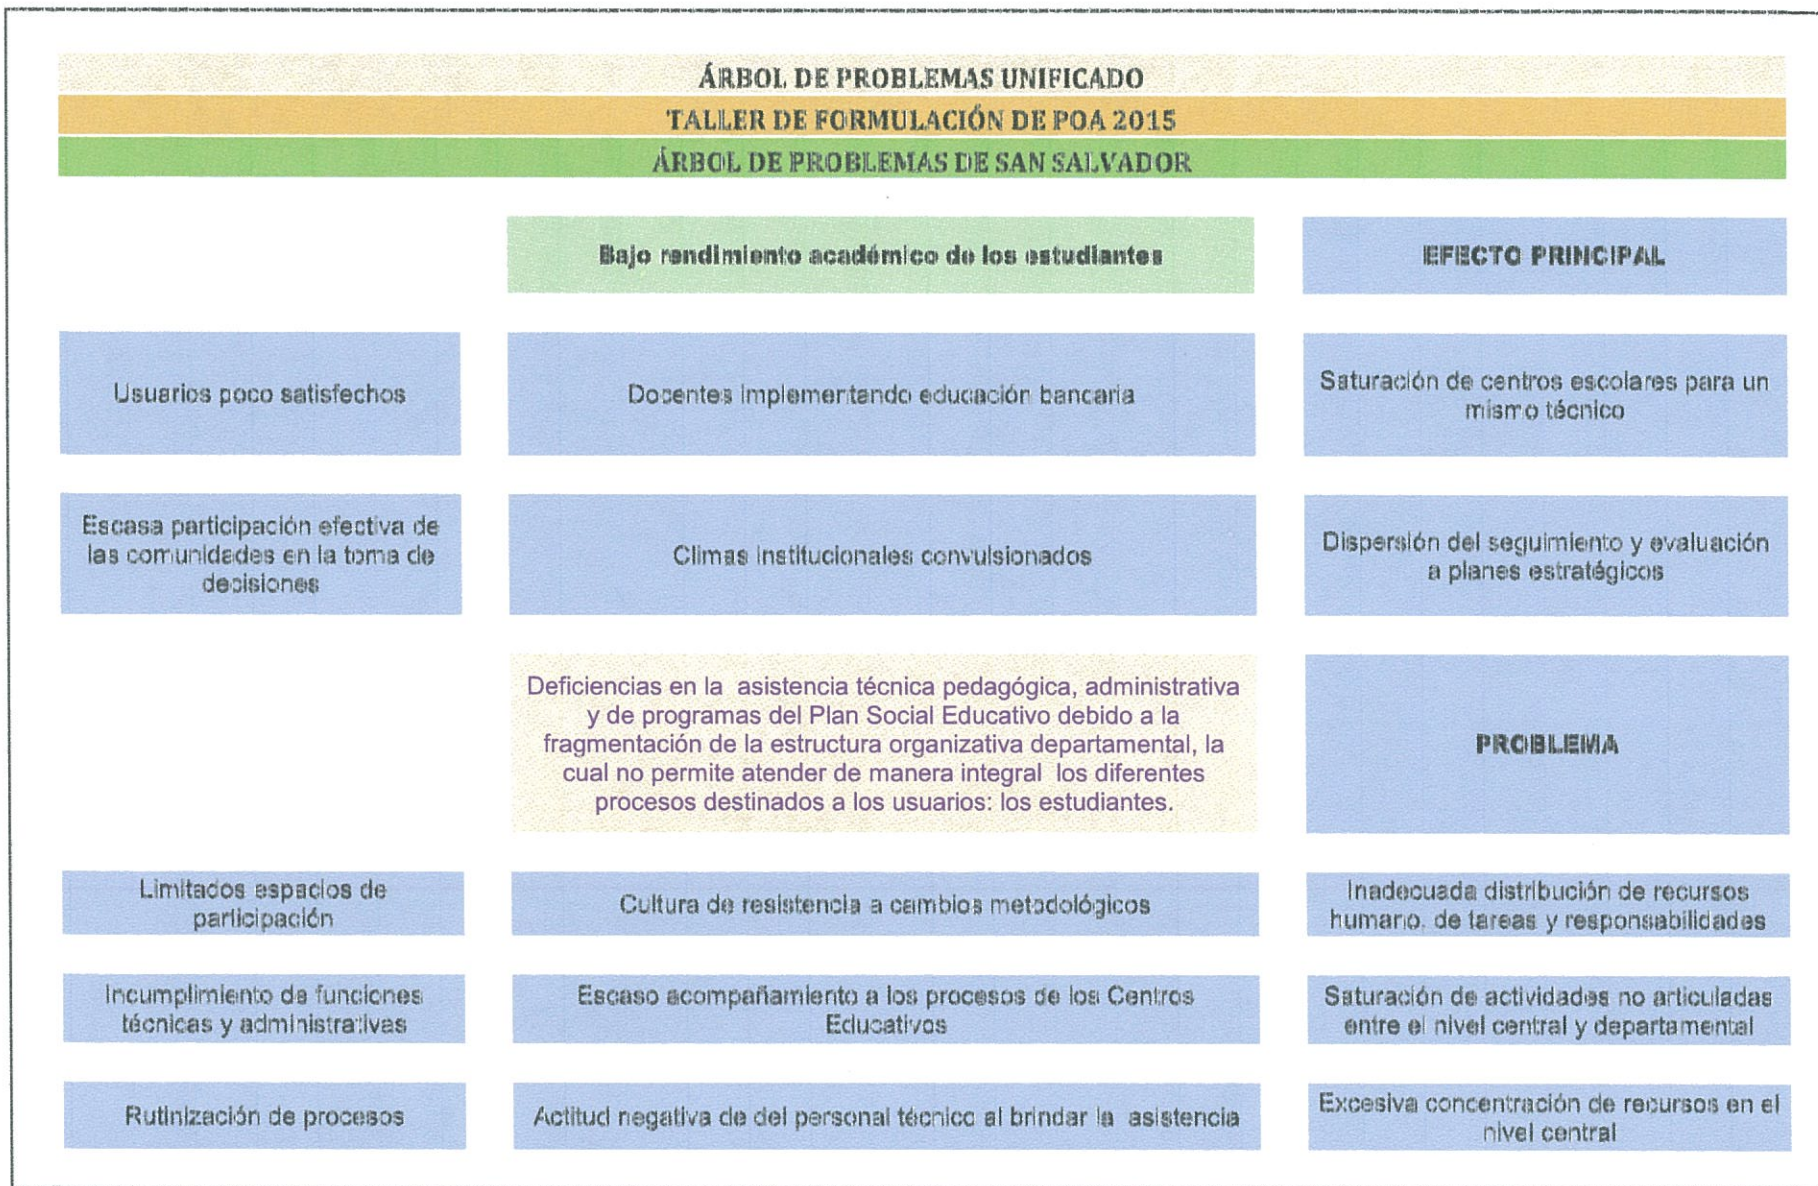 ÁRBOL DE PROBLEMAS UNIFICADO
TALLER DE FORMULACIÓN DE POA 2015
ÁRBOL DE PROBLEMAS DE SAN SALVADOR
Bajo rendimiento académico de los estudiantes
EFECTO PRINCIPAL
Usuarios poco satisfechos
Docentes implementando educación bancaria
Saturación de centros escolares para un
mismo técnico
Escasa participación efectiva de
las comunidades en la toma de
decisiones
Climas institucionales convulsionados
Dispersión del seguimiento y evaluación
a planes estratégicos
Deficiencias en la asistencia técnica pedagógica, administrativa
y de programas del Plan Social Educativo debido a la
fragmentación de la estructura organizativa departamental, la
cual no permite atender de manera integral los diferentes
procesos destinados a los usuarios: los estudiantes.
PROBLEMA
Limitados espacios de
participación
Cultura de resistencia a cambios metodológicos
Inadecuada distribución de recursos
humano, de tareas y responsabilidades
Incumplimiento de funciones
técnicas y administrativas
Escaso acompañamiento a los procesos de los Centros
Educativos
Saturación de actividades no articuladas
entre el nivel central y departamental
Rutinización de procesos
Actitud negativa de del personal técnico al brindar la asistencia
Excesiva concentración de recursos en el
nivel central